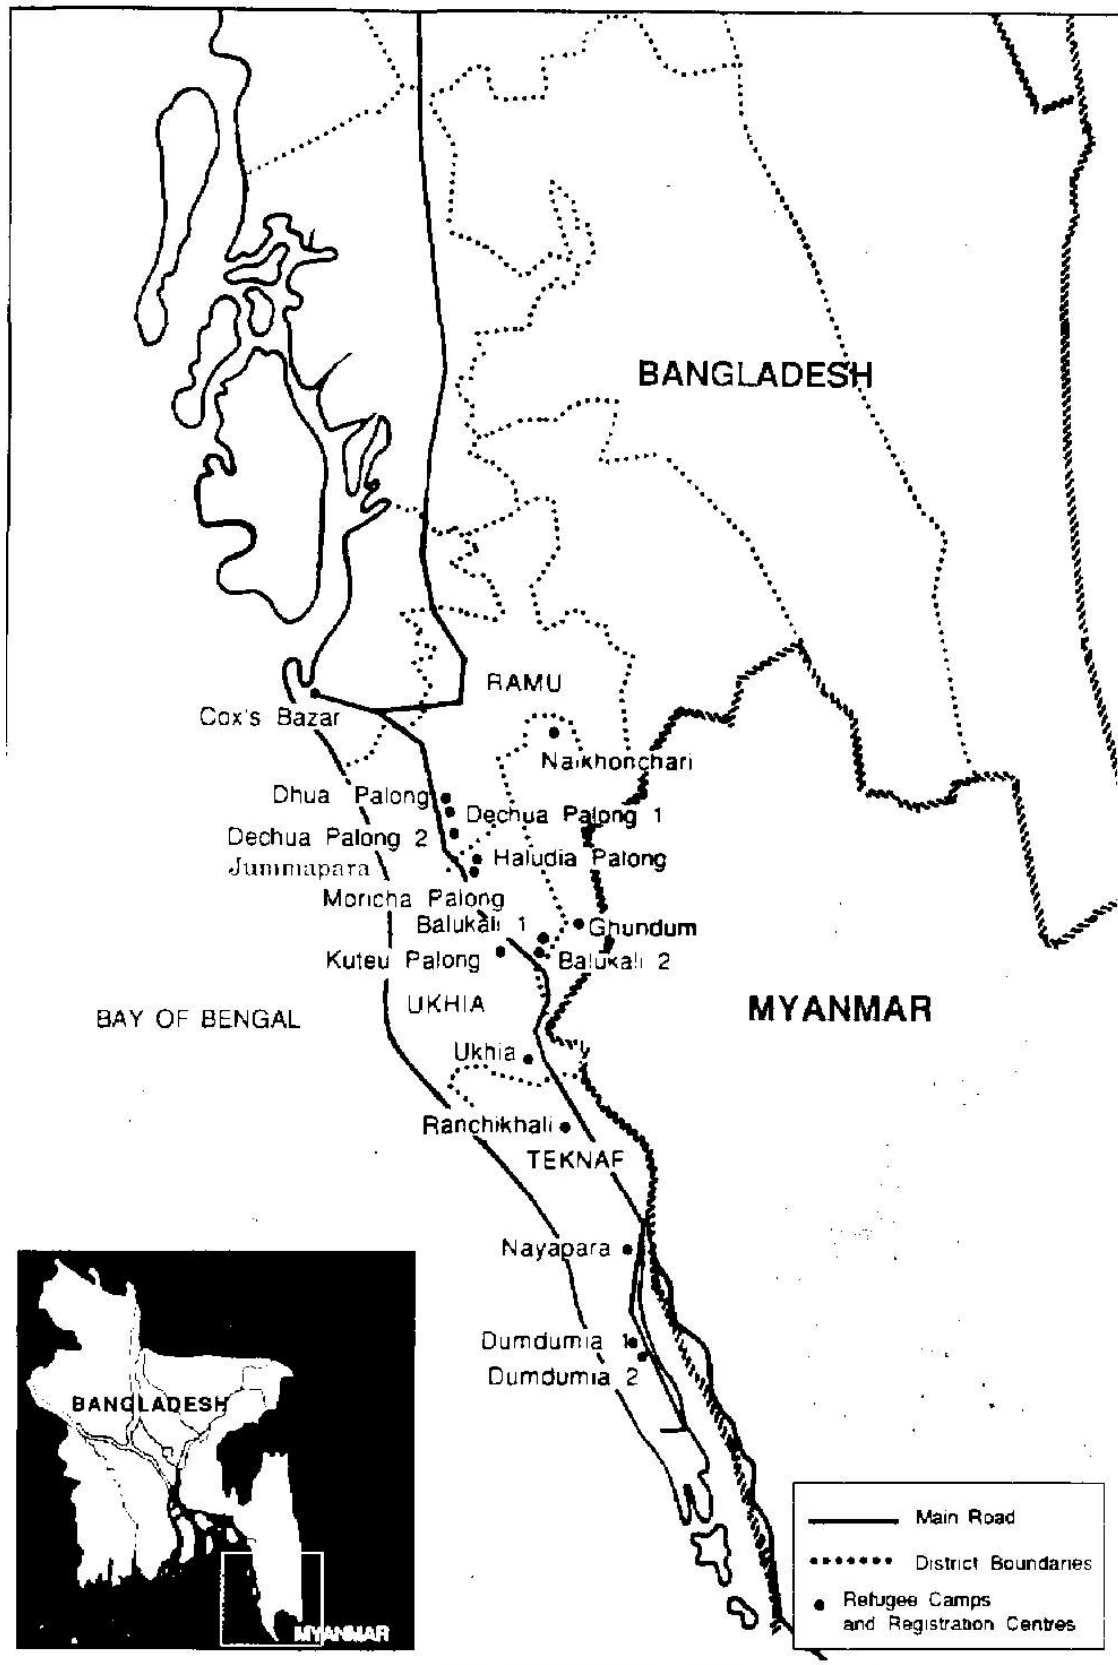 BANGLADESH
RAMU
Cox's Bazar
Naikhonchari
Dhua Palong
Dechua Palong 1
Dechua Palong 2
Haludia Palong
Jummapara
Moricha Palong
Balukali 1
Ghundum
Kuteu Palong
Balukali 2
UKHIA
MYANMAR
BAY OF BENGAL
Ukhia
Ranchikhali
TEKNAF
Nayapara
Dumdumia 1
Dumdumia 2
BANGLADESH
MYANMAR
Main Road
District Boundaries
Refugee Camps
and Registration Centres